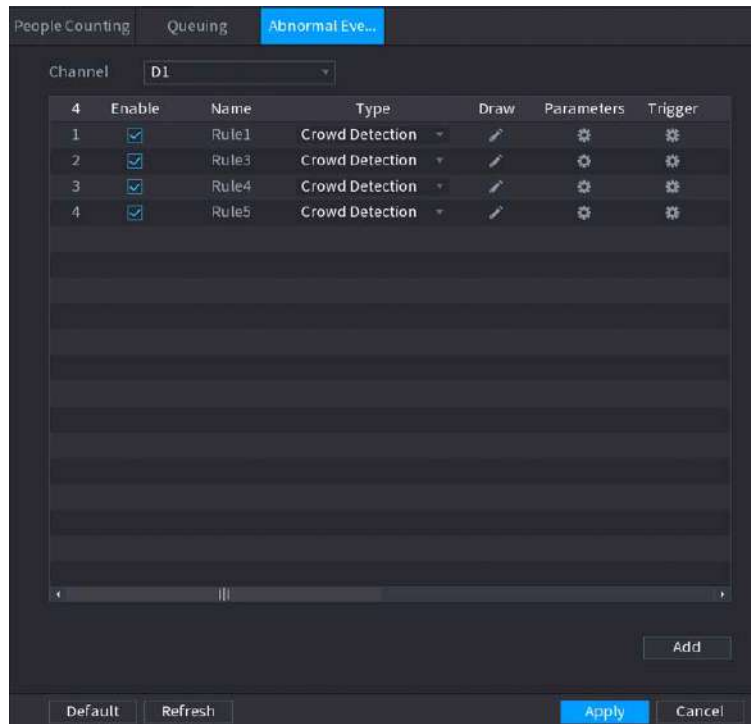 People Counting Queuing Abnormal Eve...
Channel D1
4 Enable Name Type Draw Parameters Trigger
1 Rule1 Crowd Detection
2 Rule3 Crowd Detection
3 Rule4 Crowd Detection
4 Rule5 Crowd Detection
Add
Default Refresh Apply Cancel